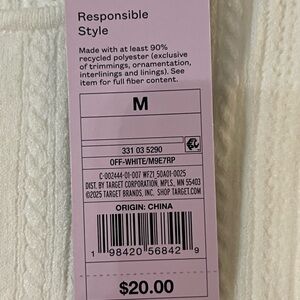 Responsible
Style
Made with at least 90%
recycled polyester (exclusive
of trimmings, ornamentation,
interlinings and linings). See
item for full fiber content.
M
331 03 5290
OFF-WHITE/M9E7RP
C-002444-01-007 WFZ1_50A01-0025
DIST. BY TARGET CORPORATION, MPLS., MN 55403
©2025 TARGET BRANDS, INC. SHOP TARGET.COM
ORIGIN: CHINA
1 98420 56842 9
$20.00